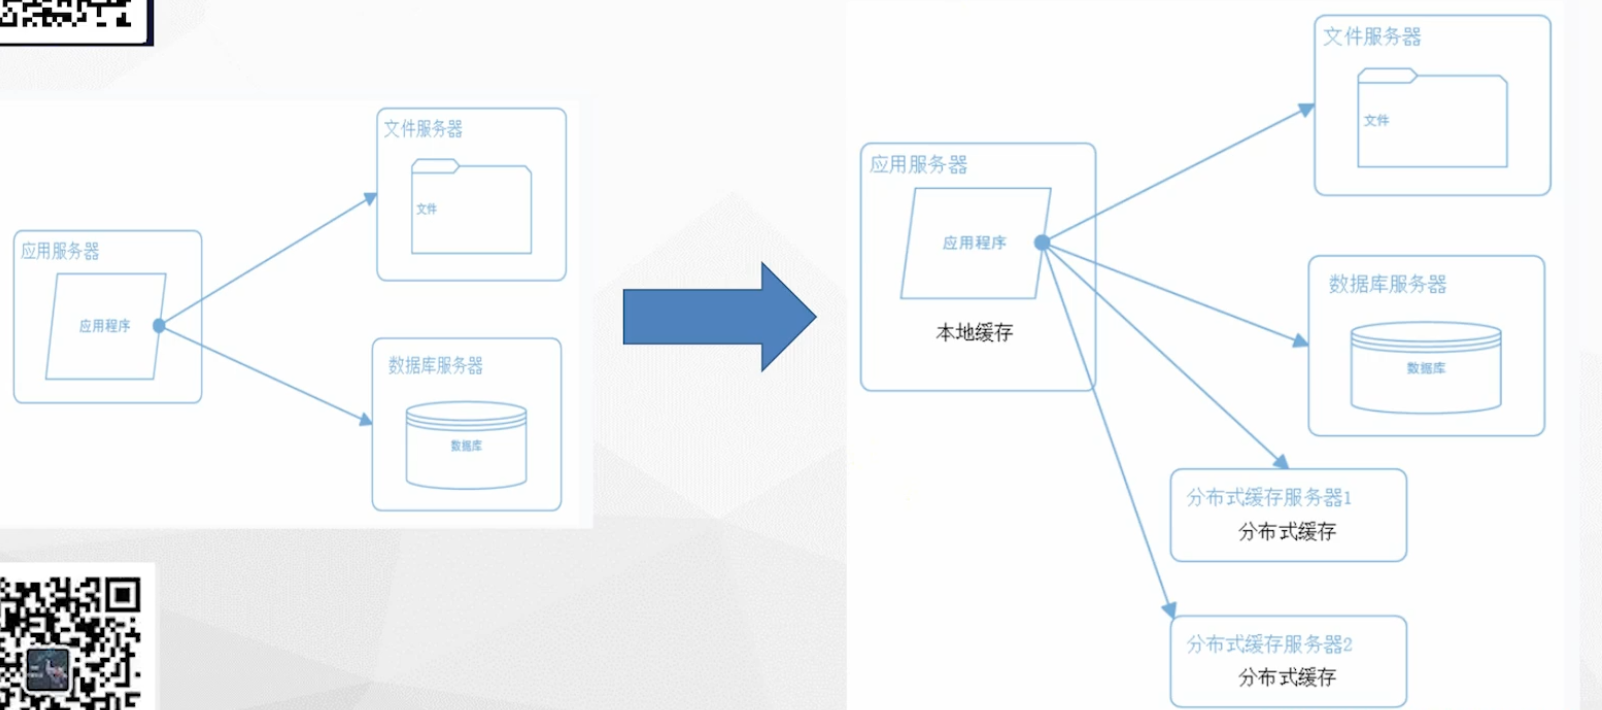 文件服务器
文件
应用服务器
应用程序
数据库服务器
数据库
文件服务器
文件
应用服务器
应用程序
本地缓存
数据库服务器
数据库
分布式缓存服务器1
分布式缓存
分布式缓存服务器2
分布式缓存